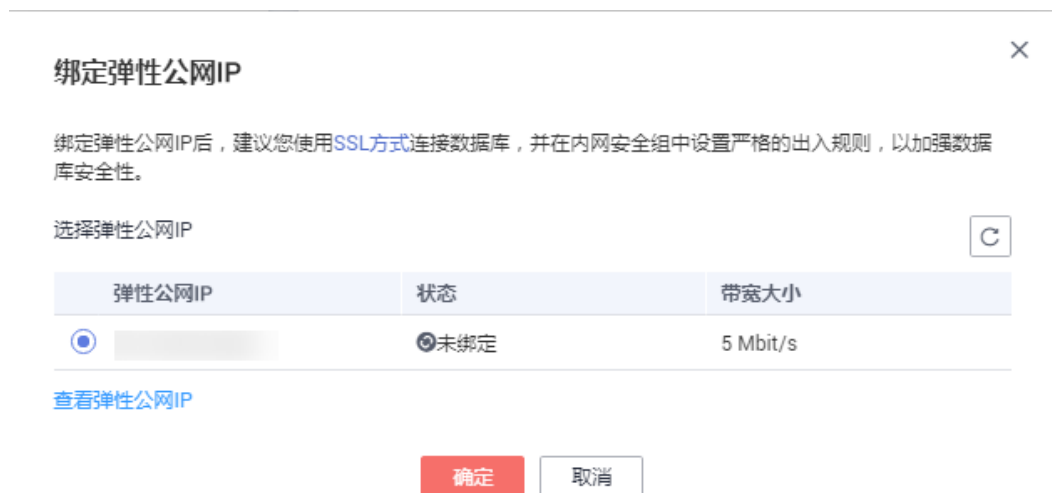 绑定弹性公网IP
绑定弹性公网IP后，建议您使用SSL方式连接数据库，并在内网安全组中设置严格的出入规则，以加强数据
库安全性。
选择弹性公网IP
弹性公网IP 状态 带宽大小
未绑定 5 Mbit/s
查看弹性公网IP
确定 取消